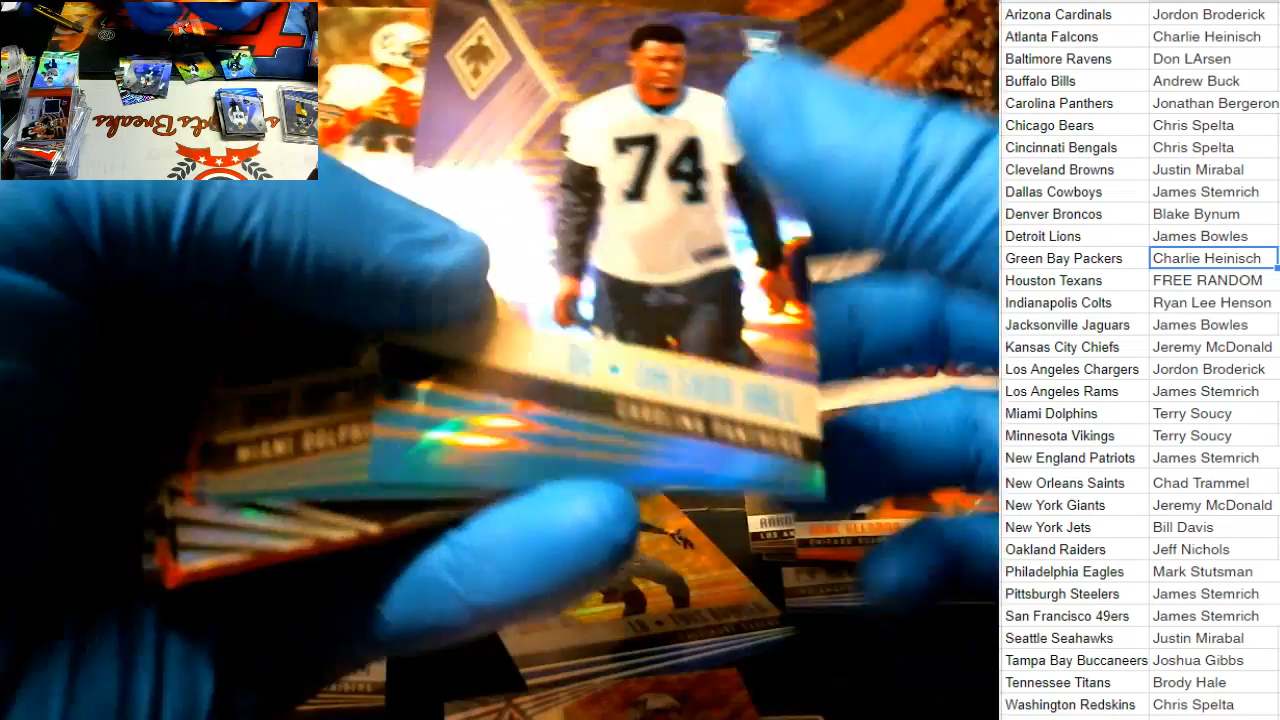 Arizona Cardinals Jordon Broderick
Atlanta Falcons Charlie Heinisch
Baltimore Ravens Don LArsen
Buffalo Bills Andrew Buck
Carolina Panthers Jonathan Bergeron
Chicago Bears Chris Spelta
Cincinnati Bengals Chris Spelta
Cleveland Browns Justin Mirabal
Dallas Cowboys James Stemrich
Denver Broncos Blake Bynum
Detroit Lions James Bowles
Green Bay Packers Charlie Heinisch
Houston Texans FREE RANDOM
Indianapolis Colts Ryan Lee Henson
Jacksonville Jaguars James Bowles
Kansas City Chiefs Jeremy McDonald
Los Angeles Chargers Jordon Broderick
Los Angeles Rams James Stemrich
Miami Dolphins Terry Soucy
Minnesota Vikings Terry Soucy
New England Patriots James Stemrich
New Orleans Saints Chad Trammel
New York Giants Jeremy McDonald
New York Jets Bill Davis
Oakland Raiders Jeff Nichols
Philadelphia Eagles Mark Stutsman
Pittsburgh Steelers James Stemrich
San Francisco 49ers James Stemrich
Seattle Seahawks Justin Mirabal
Tampa Bay Buccaneers Joshua Gibbs
Tennessee Titans Brody Hale
Washington Redskins Chris Spelta
74
CAROLINA PANTHERS
MIAMI DOLPHI
Breaks